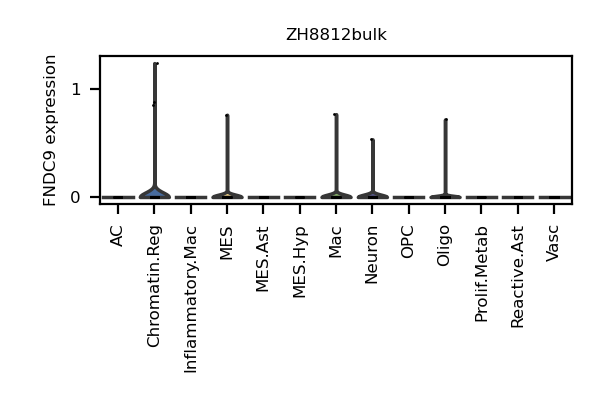 ZH8812bulk
FNDC9 expression
1
0
AC
Chromatin.Reg
Inflammatory.Mac
MES
MES.Ast
MES.Hyp
Mac
Neuron
OPC
Oligo
Prolif.Metab
Reactive.Ast
Vasc